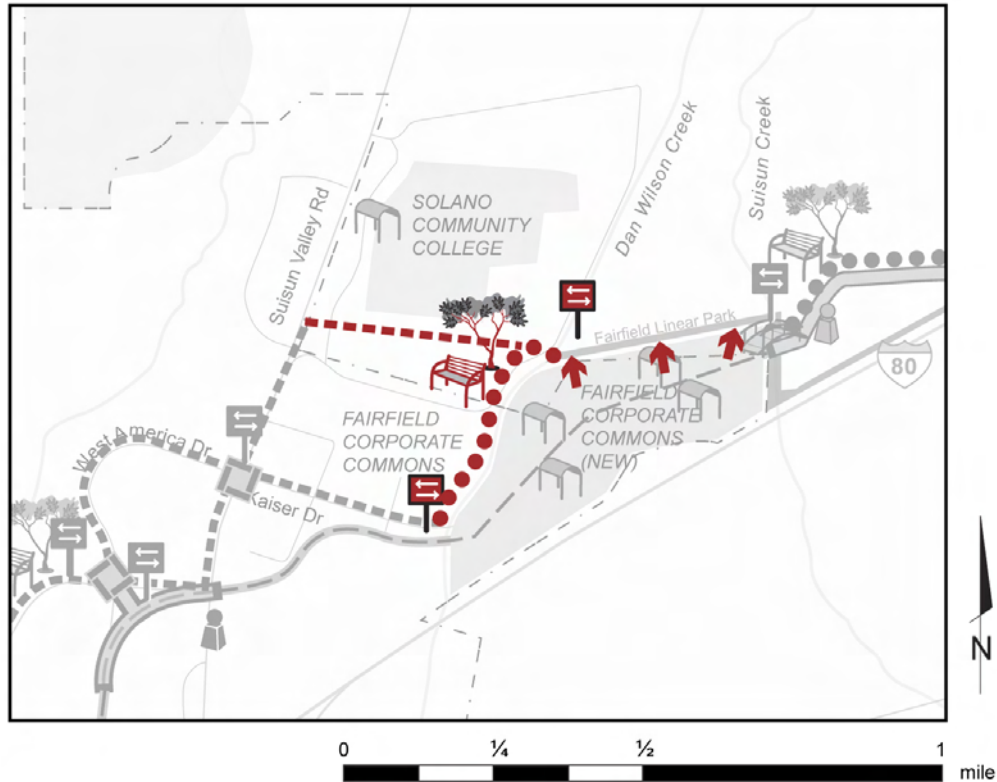 Suisun Creek
Dan Wilson Creek
SOLANO
COMMUNITY
COLLEGE
Suisun Valley Rd
Fairfield Linear Park
80
FAIRFIELD
CORPORATE
COMMONS
(NEW)
FAIRFIELD
CORPORATE
COMMONS
West America Dr
Kaiser Dr
N
0 ¼ ½ 1
mile